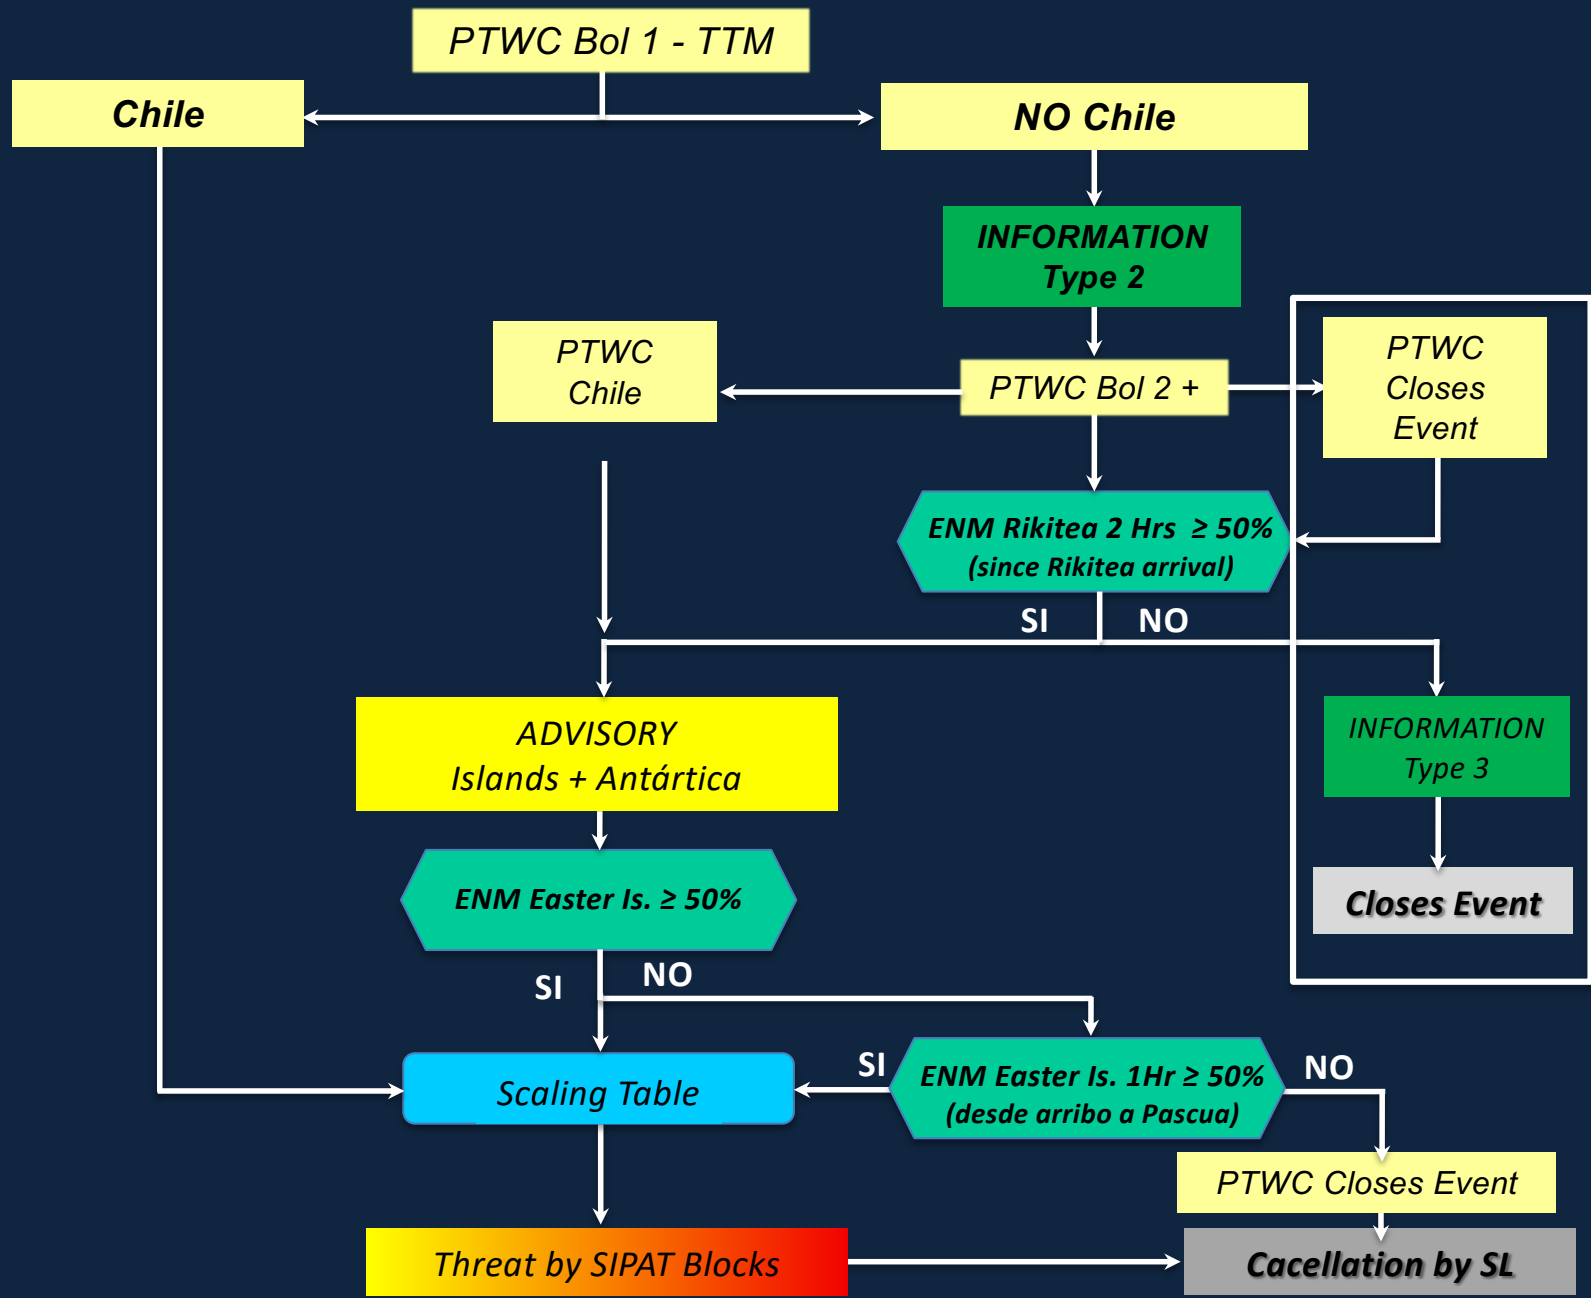 PTWC Bol 1 - TTM
Chile
NO Chile
INFORMATION
Type 2
PTWC
Chile
PTWC Bol 2 +
PTWC
Closes
Event
ENM Rikitea 2 Hrs ≥ 50%
(since Rikitea arrival)
SI
NO
ADVISORY
Islands + Antártica
INFORMATION
Type 3
ENM Easter Is. ≥ 50%
Closes Event
SI
NO
Scaling Table
SI
ENM Easter Is. 1Hr ≥ 50%
(desde arribo a Pascua)
NO
PTWC Closes Event
Threat by SIPAT Blocks
Cacellation by SL